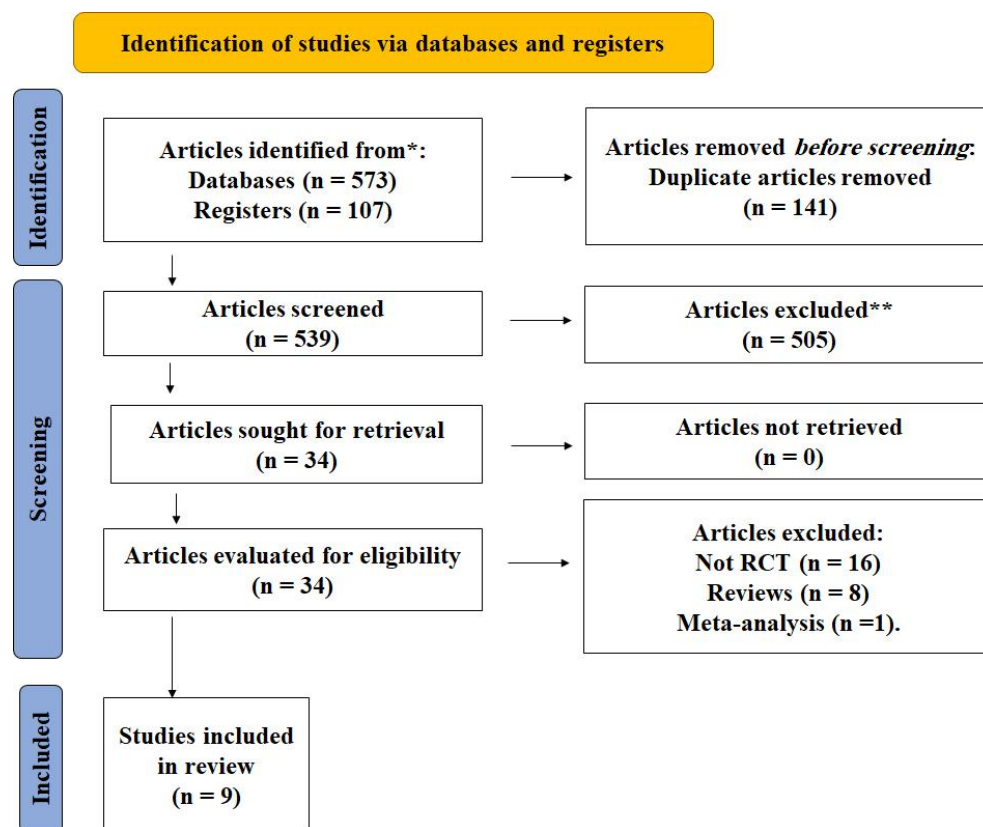 Identification of studies via databases and registers
Identification
Articles identified from*:
Databases (n = 573)
Registers (n = 107)
Articles removed before screening:
Duplicate articles removed
(n = 141)
Screening
Articles screened
(n = 539)
Articles excluded**
(n = 505)
Articles sought for retrieval
(n = 34)
Articles not retrieved
(n = 0)
Articles evaluated for eligibility
(n = 34)
Articles excluded:
Not RCT (n = 16)
Reviews (n = 8)
Meta-analysis (n =1).
Included
Studies included
in review
(n = 9)